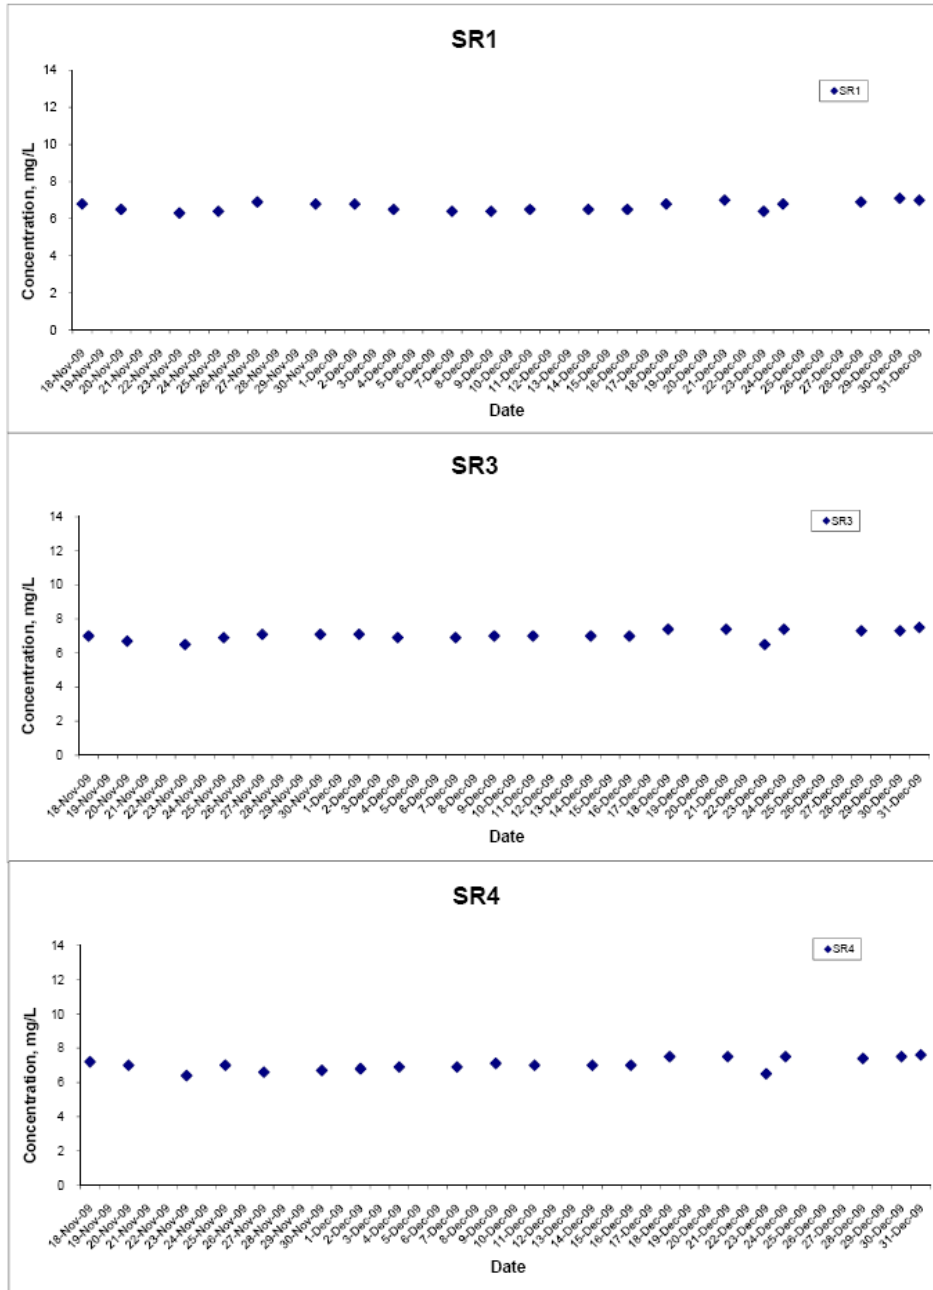 SR1
14
12
10
8
6
4
2
0
Concentration, mg/L
SR1
18-Nov-09 19-Nov-09 20-Nov-09 21-Nov-09 22-Nov-09 23-Nov-09 24-Nov-09 25-Nov-09 26-Nov-09 27-Nov-09 28-Nov-09 29-Nov-09 30-Nov-09 1-Dec-09 2-Dec-09 3-Dec-09 4-Dec-09 5-Dec-09 6-Dec-09 7-Dec-09 8-Dec-09 9-Dec-09 10-Dec-09 11-Dec-09 12-Dec-09 13-Dec-09 14-Dec-09 15-Dec-09 16-Dec-09 17-Dec-09 18-Dec-09 19-Dec-09 20-Dec-09 21-Dec-09 22-Dec-09 23-Dec-09 24-Dec-09 25-Dec-09 26-Dec-09 27-Dec-09 28-Dec-09 29-Dec-09 30-Dec-09 31-Dec-09
Date
SR3
14
12
10
8
6
4
2
0
Concentration, mg/L
SR3
18-Nov-09 19-Nov-09 20-Nov-09 21-Nov-09 22-Nov-09 23-Nov-09 24-Nov-09 25-Nov-09 26-Nov-09 27-Nov-09 28-Nov-09 29-Nov-09 30-Nov-09 1-Dec-09 2-Dec-09 3-Dec-09 4-Dec-09 5-Dec-09 6-Dec-09 7-Dec-09 8-Dec-09 9-Dec-09 10-Dec-09 11-Dec-09 12-Dec-09 13-Dec-09 14-Dec-09 15-Dec-09 16-Dec-09 17-Dec-09 18-Dec-09 19-Dec-09 20-Dec-09 21-Dec-09 22-Dec-09 23-Dec-09 24-Dec-09 25-Dec-09 26-Dec-09 27-Dec-09 28-Dec-09 29-Dec-09 30-Dec-09 31-Dec-09
Date
SR4
14
12
10
8
6
4
2
0
Concentration, mg/L
SR4
18-Nov-09 19-Nov-09 20-Nov-09 21-Nov-09 22-Nov-09 23-Nov-09 24-Nov-09 25-Nov-09 26-Nov-09 27-Nov-09 28-Nov-09 29-Nov-09 30-Nov-09 1-Dec-09 2-Dec-09 3-Dec-09 4-Dec-09 5-Dec-09 6-Dec-09 7-Dec-09 8-Dec-09 9-Dec-09 10-Dec-09 11-Dec-09 12-Dec-09 13-Dec-09 14-Dec-09 15-Dec-09 16-Dec-09 17-Dec-09 18-Dec-09 19-Dec-09 20-Dec-09 21-Dec-09 22-Dec-09 23-Dec-09 24-Dec-09 25-Dec-09 26-Dec-09 27-Dec-09 28-Dec-09 29-Dec-09 30-Dec-09 31-Dec-09
Date